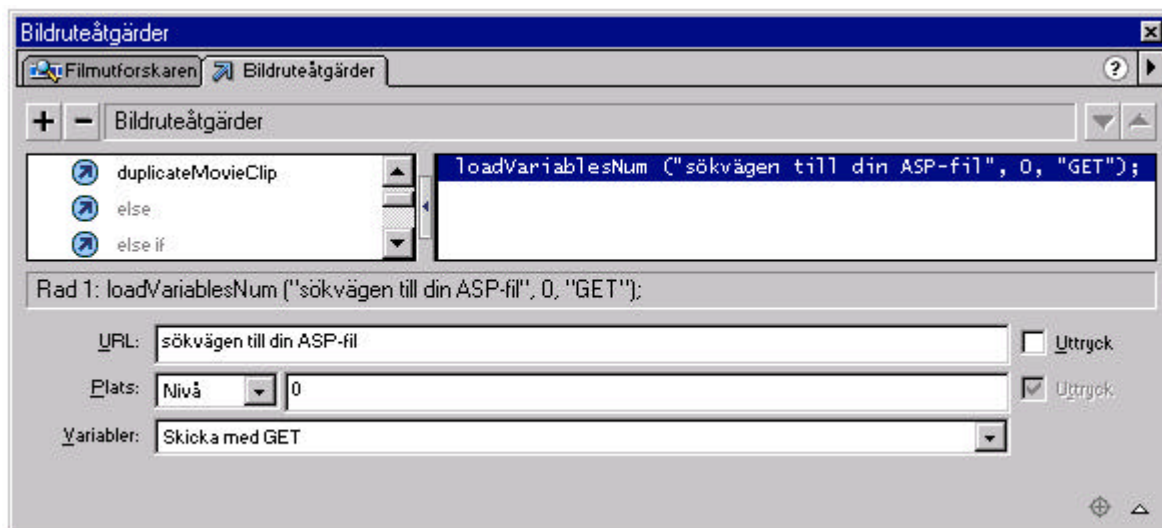 Bildruteåtgärder
Filmutforskaren Bildruteåtgärder ?
+ − Bildruteåtgärder
duplicateMovieClip
else
else if
loadVariablesNum ("sökvägen till din ASP-fil", 0, "GET");
Rad 1: loadVariablesNum ("sökvägen till din ASP-fil", 0, "GET");
URL: sökvägen till din ASP-fil Uttryck
Plats: Nivå 0 Uttryck
Variabler: Skicka med GET